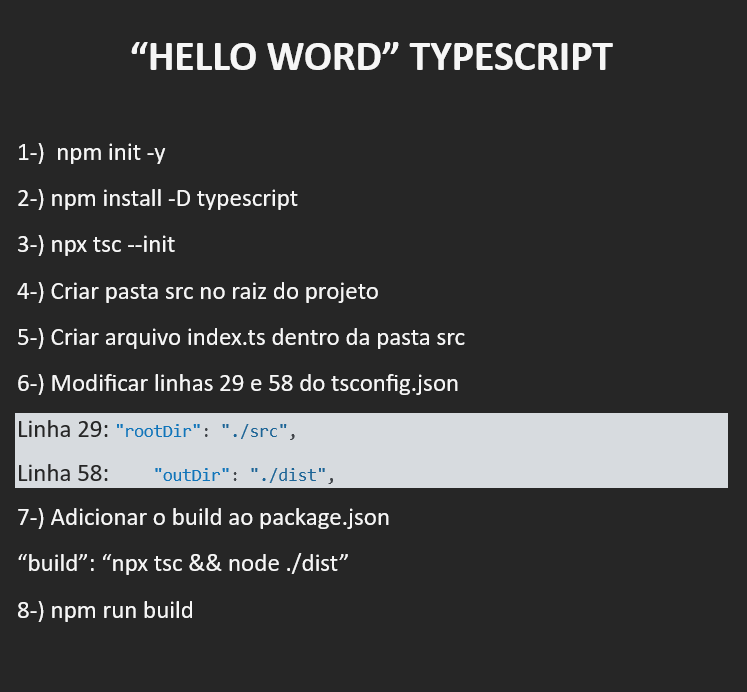 “HELLO WORD” TYPESCRIPT
1-) npm init -y
2-) npm install -D typescript
3-) npx tsc --init
4-) Criar pasta src no raiz do projeto
5-) Criar arquivo index.ts dentro da pasta src
6-) Modificar linhas 29 e 58 do tsconfig.json
Linha 29: "rootDir": "./src",
Linha 58: "outDir": "./dist",
7-) Adicionar o build ao package.json
“build”: “npx tsc && node ./dist”
8-) npm run build